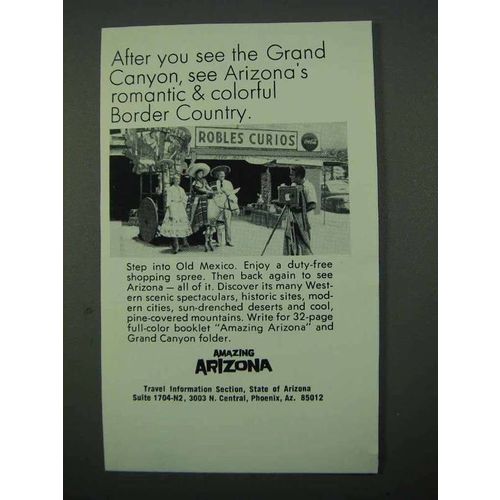 After you see the Grand
Canyon, see Arizona's
romantic & colorful
Border Country.
ROBLES CURIOS
Step into Old Mexico. Enjoy a duty-free
shopping spree. Then back again to see
Arizona — all of it. Discover its many West-
ern scenic spectaculars, historic sites, mod-
ern cities, sun-drenched deserts and cool,
pine-covered mountains. Write for 32-page
full-color booklet "Amazing Arizona" and
Grand Canyon folder.
AMAZING
ARIZONA
Travel Information Section, State of Arizona
Suite 1704-N2, 3003 N. Central, Phoenix, Az. 85012